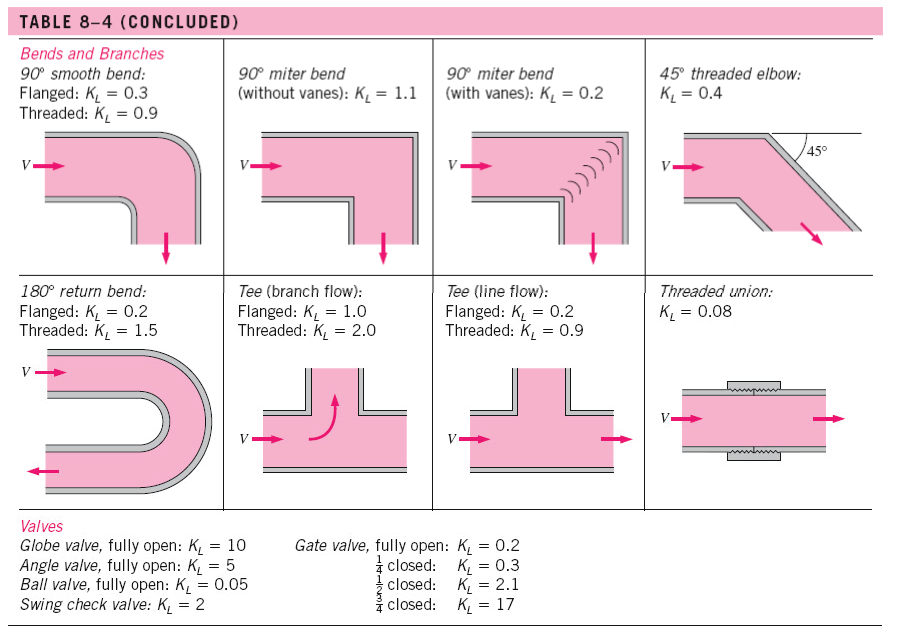 TABLE 8–4 (CONCLUDED)
Bends and Branches
90° smooth bend:
Flanged: K_L = 0.3
Threaded: K_L = 0.9
V
90° miter bend
(without vanes): K_L = 1.1
V
90° miter bend
(with vanes): K_L = 0.2
V
45° threaded elbow:
K_L = 0.4
45°
V
180° return bend:
Flanged: K_L = 0.2
Threaded: K_L = 1.5
V
Tee (branch flow):
Flanged: K_L = 1.0
Threaded: K_L = 2.0
V
Tee (line flow):
Flanged: K_L = 0.2
Threaded: K_L = 0.9
V
Threaded union:
K_L = 0.08
V
Valves
Globe valve, fully open: K_L = 10
Angle valve, fully open: K_L = 5
Ball valve, fully open: K_L = 0.05
Swing check valve: K_L = 2
Gate valve, fully open: K_L = 0.2
1/4 closed: K_L = 0.3
1/2 closed: K_L = 2.1
3/4 closed: K_L = 17